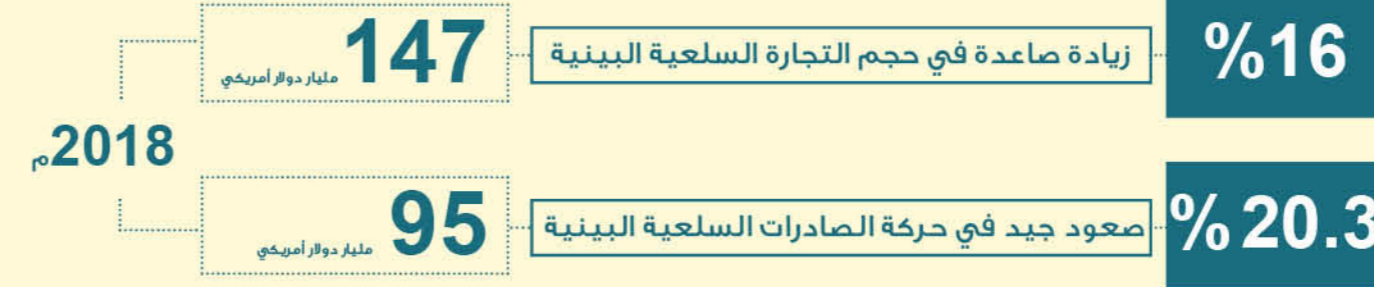 %16
زيادة صاعدة في حجم التجارة السلعية البينية
147
مليار دولار أمريكي
2018م
%20.3
صعود جيد في حركة الصادرات السلعية البينية
95
مليار دولار أمريكي